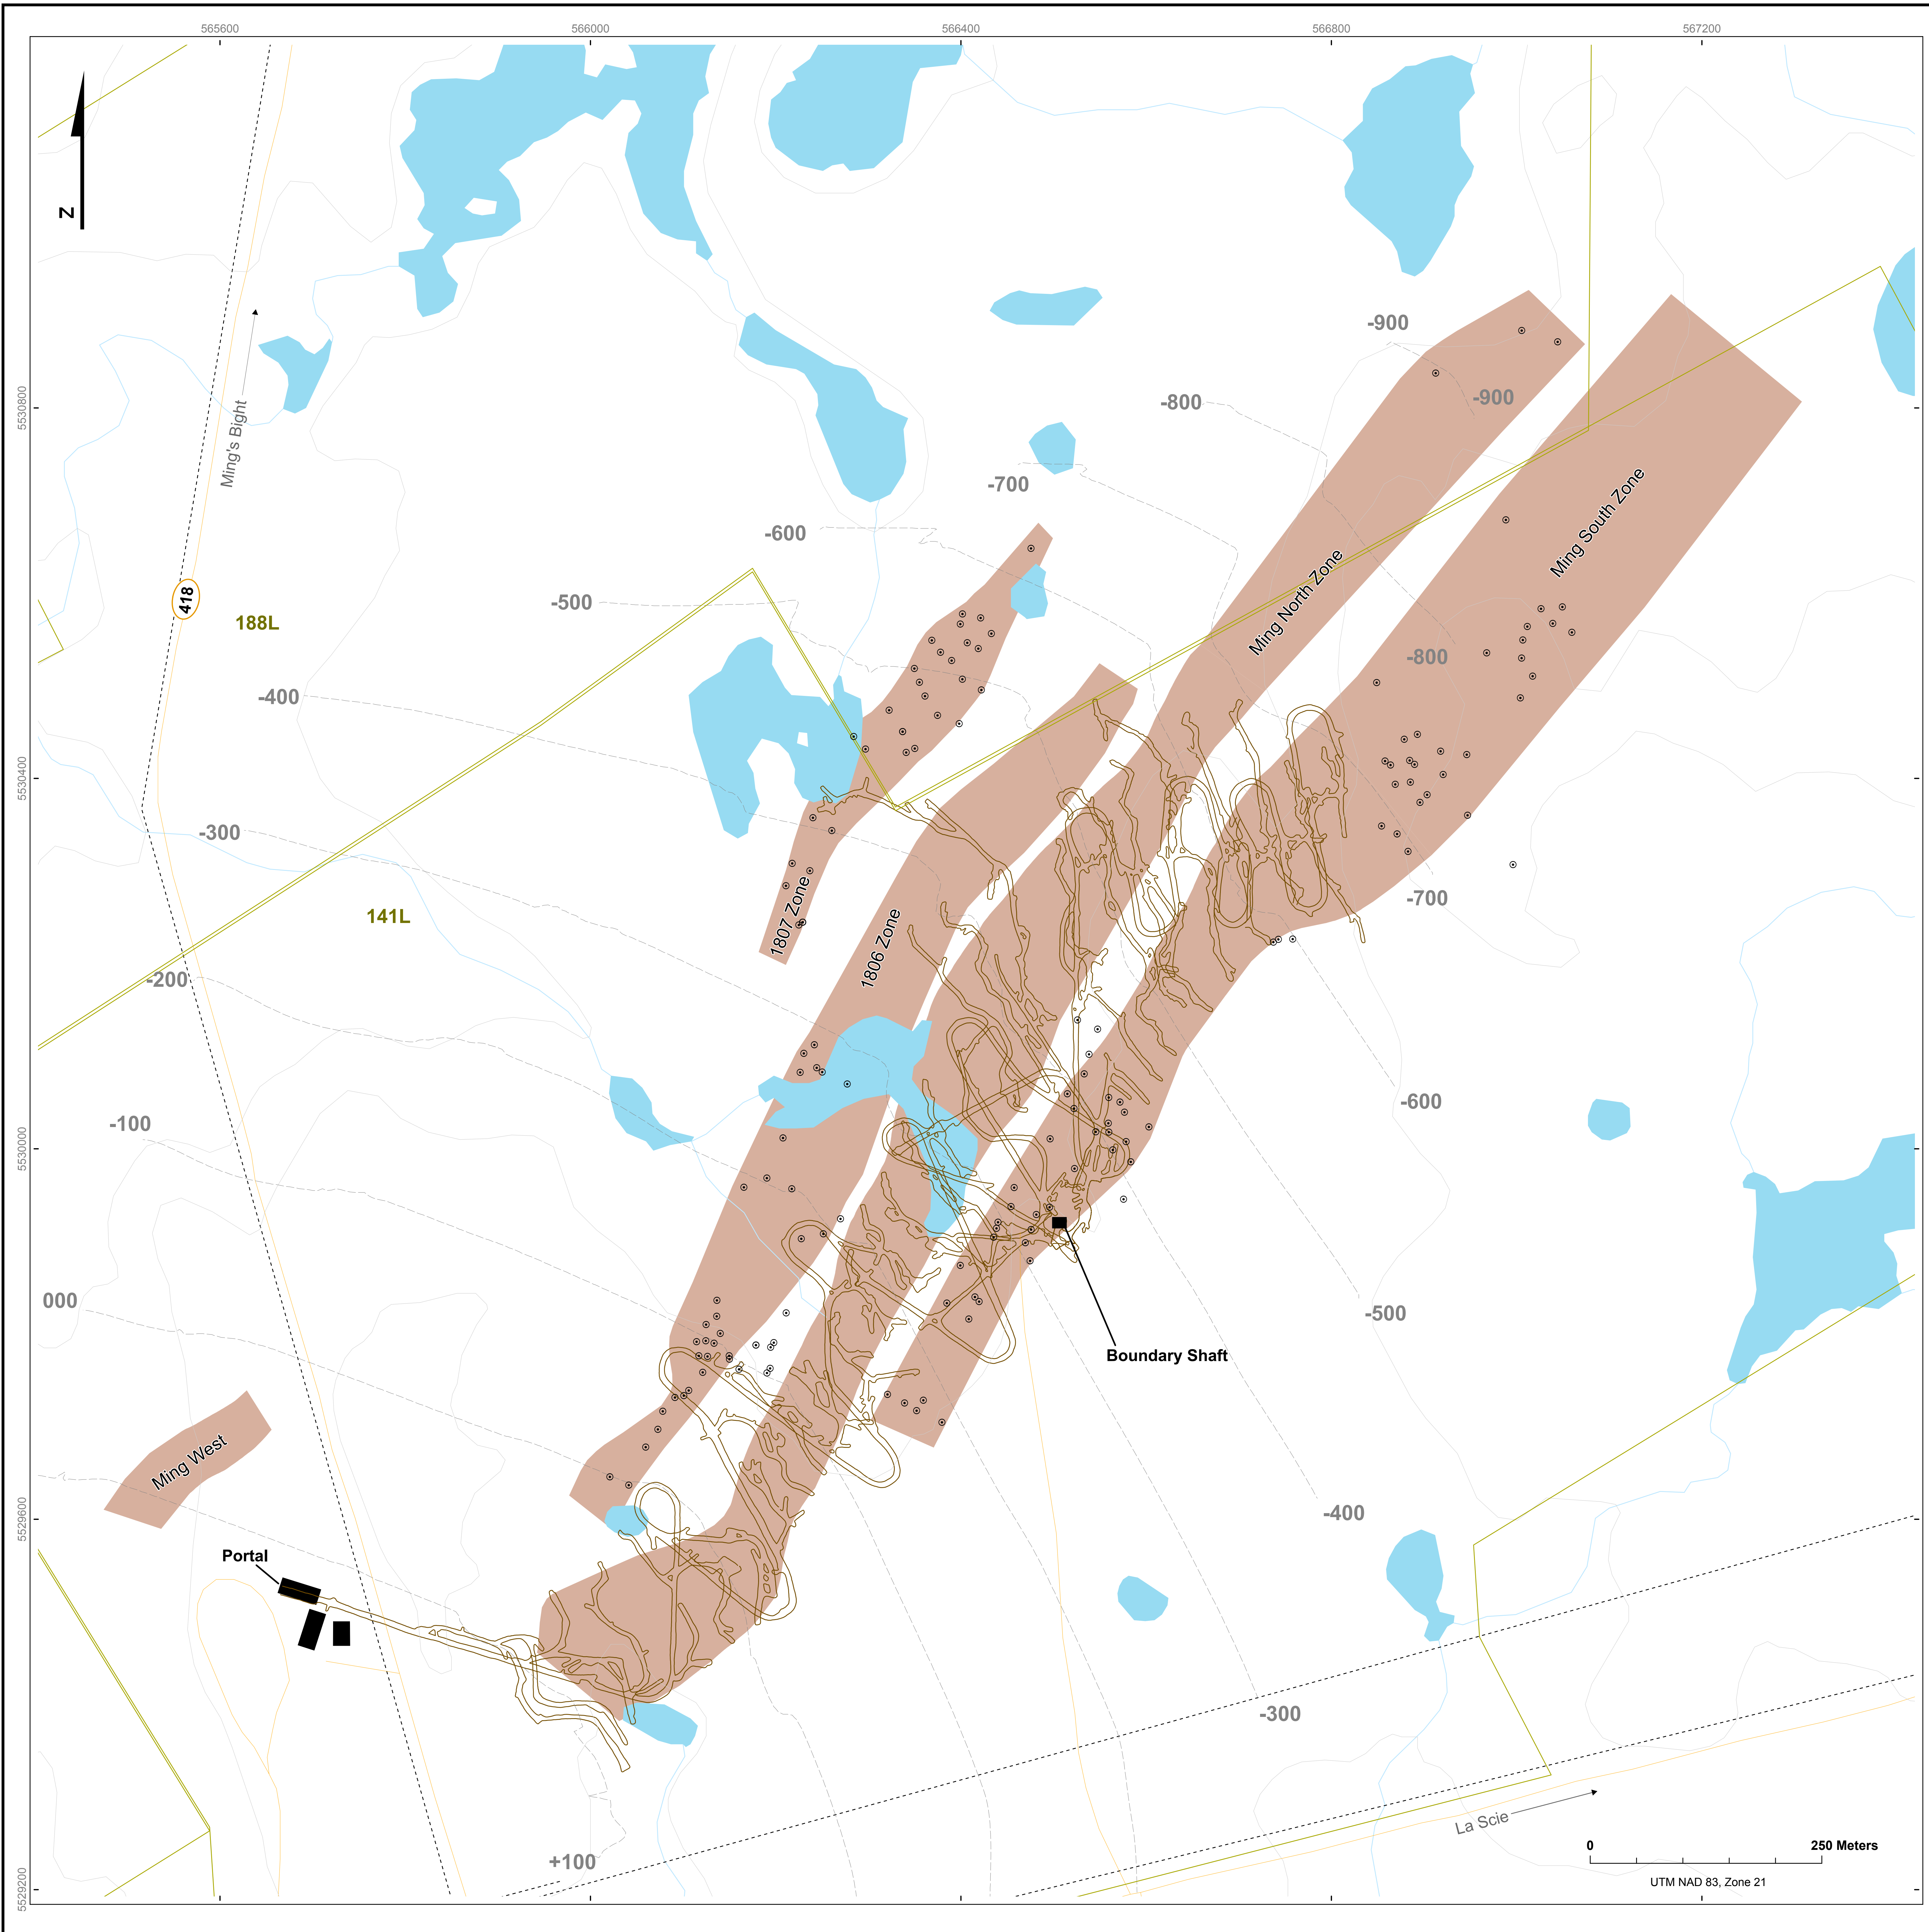 565600 566000 566400 566800 567200
N
-900
-900
5530800
-800
Ming's Bight
-700
Ming South Zone
-600
418
188L
-500
Ming North Zone
-800
-400
5530400
-300
-700
1807 Zone
141L
1806 Zone
-200
-600
-100
5530000
000
-500
Boundary Shaft
Ming West
-400
5529600
Portal
-300
La Scie
0 250 Meters
+100
5529200
UTM NAD 83, Zone 21